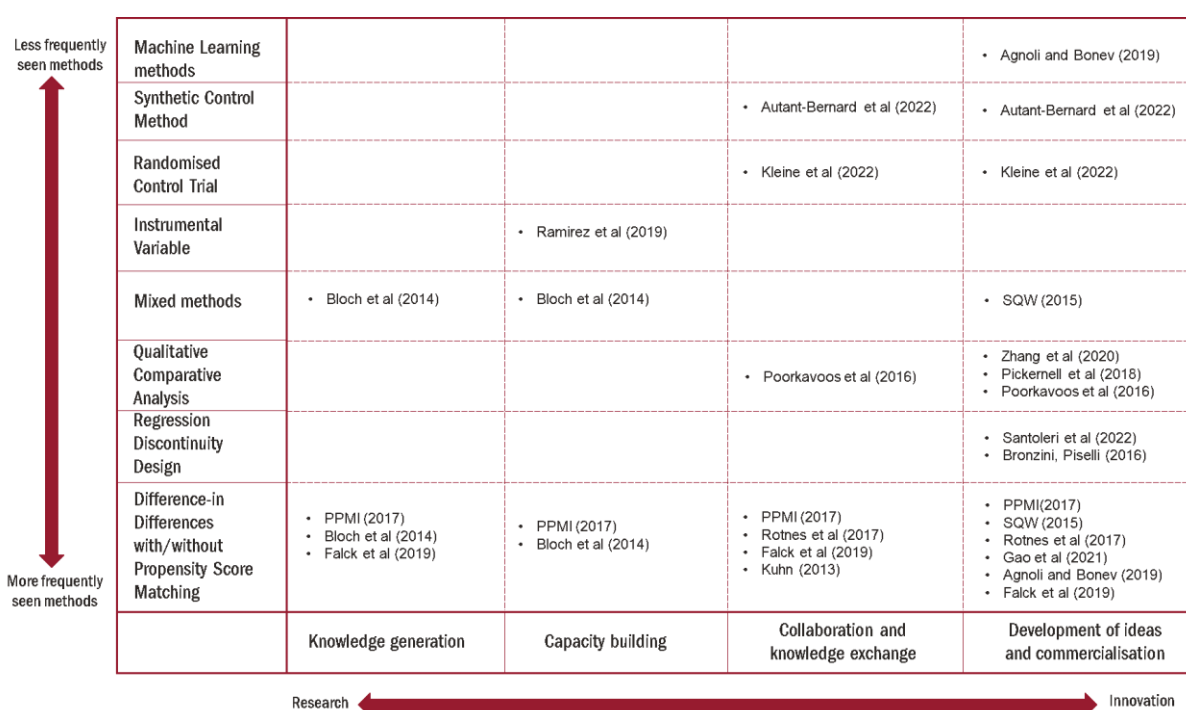 Less frequently
seen methods
Machine Learning
methods
• Agnoli and Bonev (2019)
Synthetic Control
Method
• Autant-Bernard et al (2022)
• Autant-Bernard et al (2022)
Randomised
Control Trial
• Kleine et al (2022)
• Kleine et al (2022)
Instrumental
Variable
• Ramirez et al (2019)
Mixed methods
• Bloch et al (2014)
• Bloch et al (2014)
• SQW (2015)
Qualitative
Comparative
Analysis
• Poorkavoos et al (2016)
• Zhang et al (2020)
• Pickernell et al (2018)
• Poorkavoos et al (2016)
Regression
Discontinuity
Design
• Santoleri et al (2022)
• Bronzini, Piselli (2016)
Difference-in
Differences
with/without
Propensity Score
Matching
• PPMI (2017)
• Bloch et al (2014)
• Falck et al (2019)
• PPMI (2017)
• Bloch et al (2014)
• PPMI (2017)
• Rotnes et al (2017)
• Falck et al (2019)
• Kuhn (2013)
• PPMI(2017)
• SQW (2015)
• Rotnes et al (2017)
• Gao et al (2021)
• Agnoli and Bonev (2019)
• Falck et al (2019)
More frequently
seen methods
Knowledge generation
Capacity building
Collaboration and
knowledge exchange
Development of ideas
and commercialisation
Research
Innovation